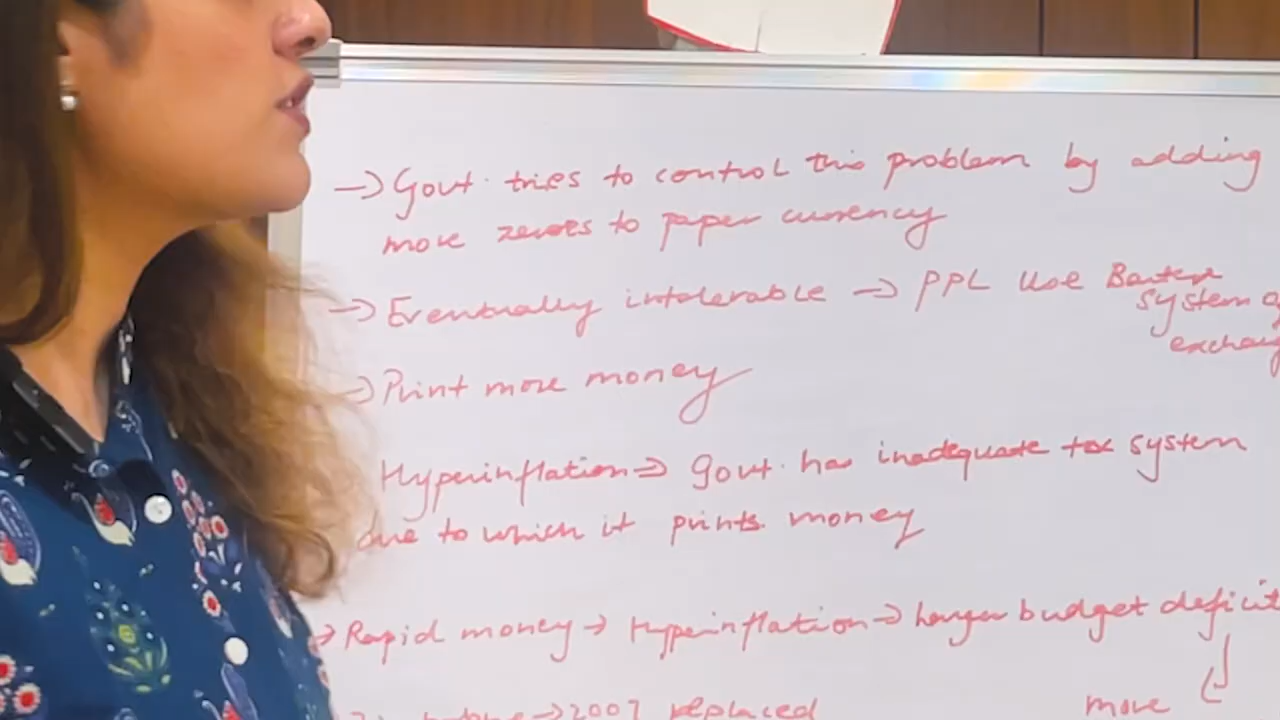 → Govt. tries to control this problem by adding
more zeroes to paper currency
→ Eventually intolerable → PPL use Barter
system of
→ Print more money
Hyperinflation → govt. has inadequate tax system
due to which it prints money
→ Rapid money → Hyperinflation → larger budget deficit
→ 2007 replaced
more